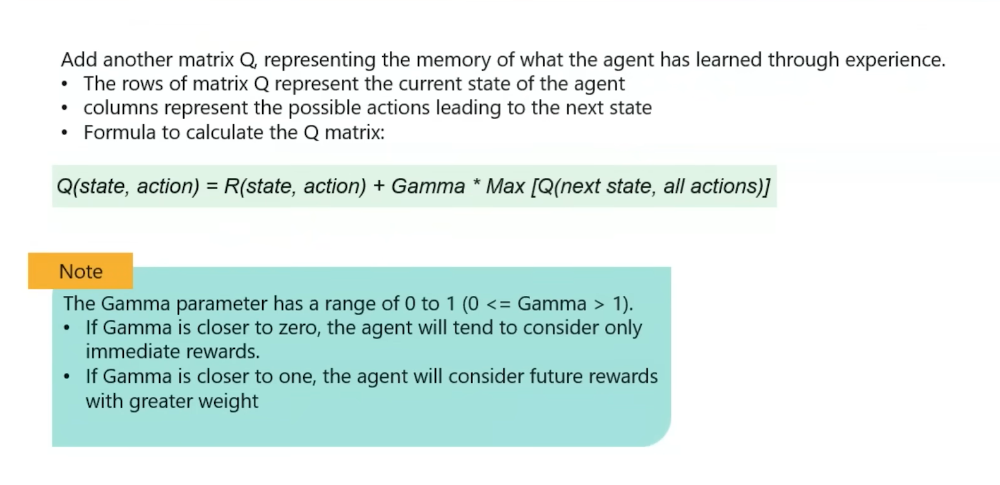 Add another matrix Q, representing the memory of what the agent has learned through experience.
• The rows of matrix Q represent the current state of the agent
• columns represent the possible actions leading to the next state
• Formula to calculate the Q matrix:
Q(state, action) = R(state, action) + Gamma * Max [Q(next state, all actions)]
Note
The Gamma parameter has a range of 0 to 1 (0 <= Gamma > 1).
• If Gamma is closer to zero, the agent will tend to consider only
immediate rewards.
• If Gamma is closer to one, the agent will consider future rewards
with greater weight